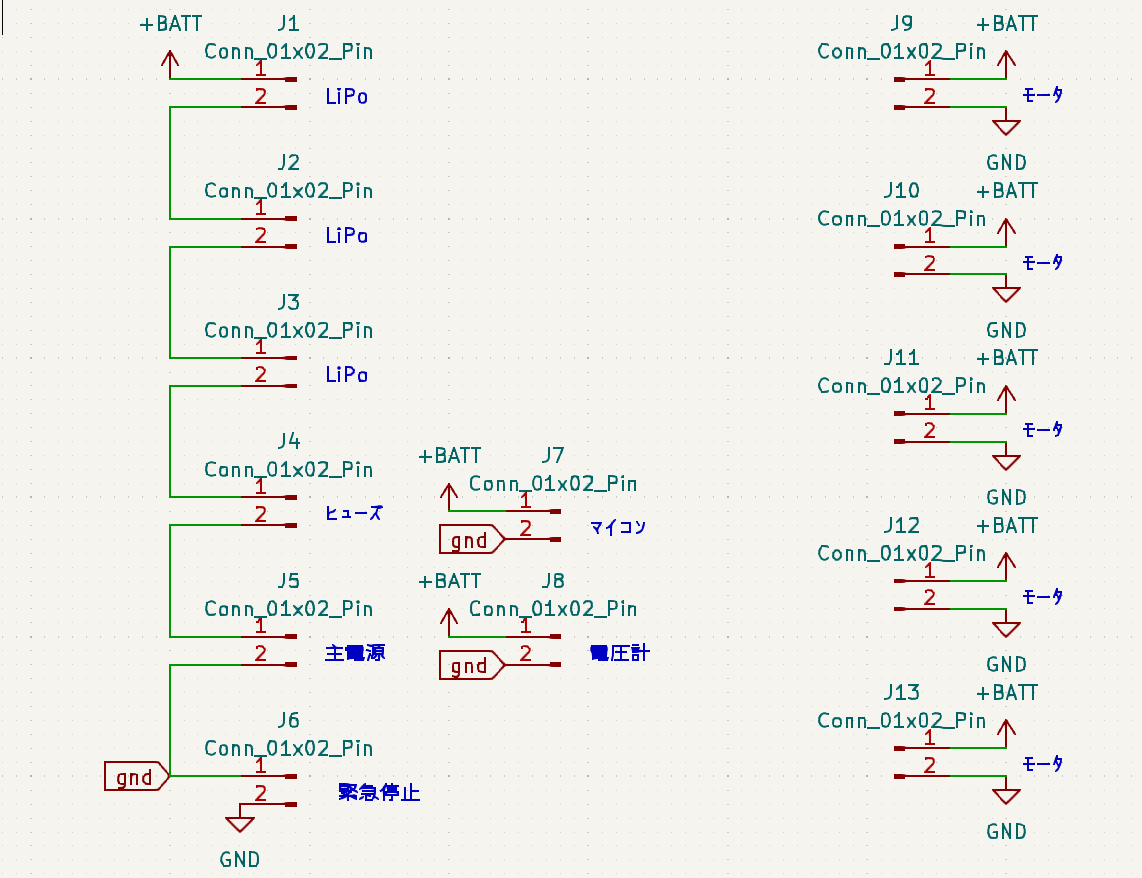 +BATT
J1
Conn_01x02_Pin
1
2
LiPo
J2
Conn_01x02_Pin
1
2
LiPo
J3
Conn_01x02_Pin
1
2
LiPo
J4
Conn_01x02_Pin
1
2
ヒューズ
J5
Conn_01x02_Pin
1
2
主電源
J6
Conn_01x02_Pin
gnd
1
2
緊急停止
GND
+BATT
J7
Conn_01x02_Pin
1
gnd
2
マイコン
+BATT
J8
Conn_01x02_Pin
1
gnd
2
電圧計
J9
+BATT
Conn_01x02_Pin
1
2
モータ
GND
J10
+BATT
Conn_01x02_Pin
1
2
モータ
GND
J11
+BATT
Conn_01x02_Pin
1
2
モータ
GND
J12
+BATT
Conn_01x02_Pin
1
2
モータ
GND
J13
+BATT
Conn_01x02_Pin
1
2
モータ
GND